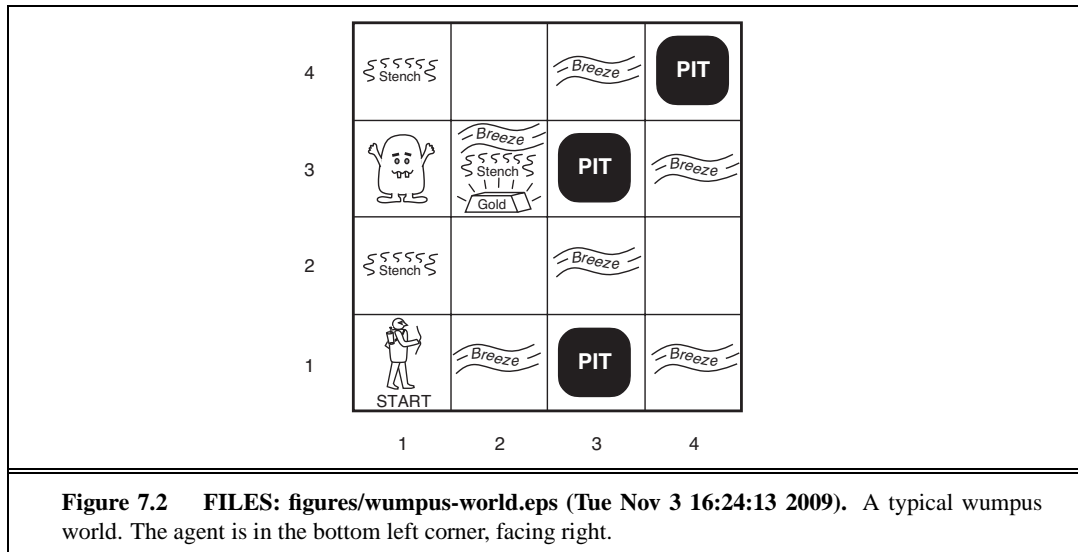 4 Stench Breeze PIT
Breeze
3 Stench PIT Breeze
Gold
2 Stench Breeze
1 Breeze PIT Breeze
START
1 2 3 4
Figure 7.2 FILES: figures/wumpus-world.eps (Tue Nov 3 16:24:13 2009). A typical wumpus
world. The agent is in the bottom left corner, facing right.